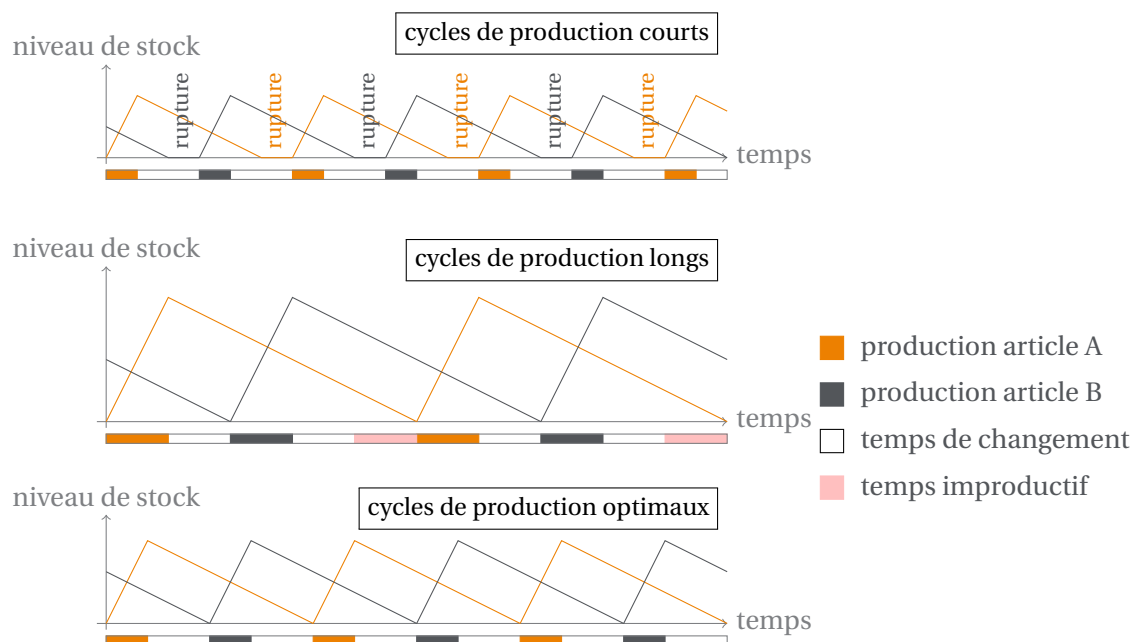 cycles de production courts
niveau de stock
rupture
rupture
rupture
rupture
rupture
rupture
temps
niveau de stock
cycles de production longs
temps
production article A
production article B
temps de changement
temps improductif
niveau de stock
cycles de production optimaux
temps